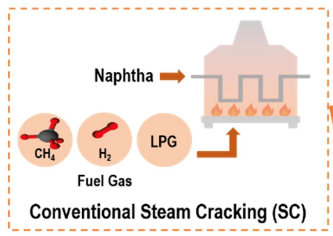 Naphtha
CH4 H2 LPG
Fuel Gas
Conventional Steam Cracking (SC)